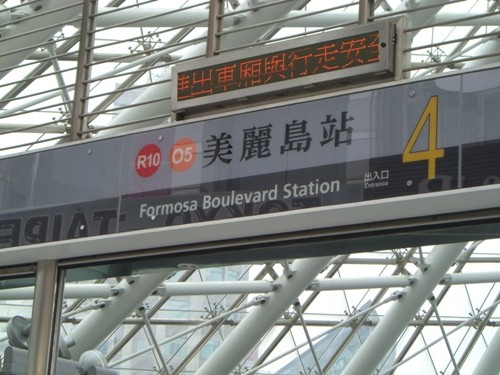 出車廂與行走安全
R10 O5 美麗島站
Formosa Boulevard Station
出入口
Entrance
4
TAIPE